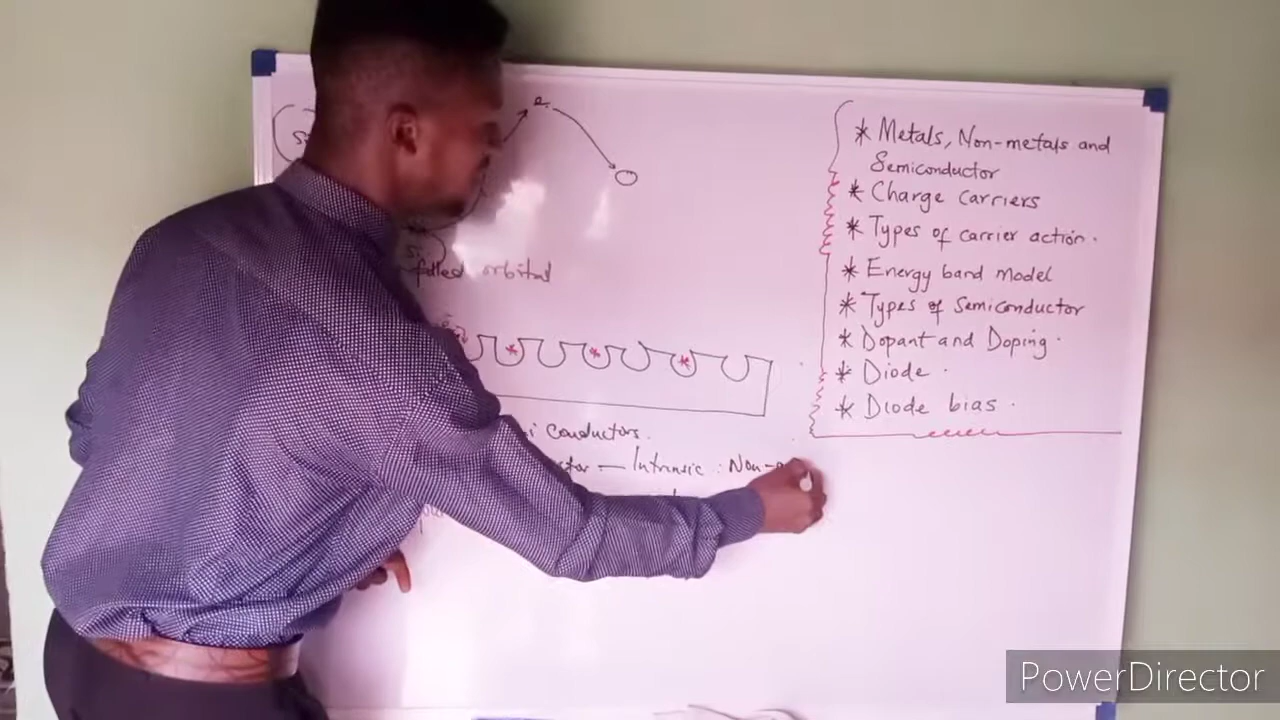 e.
Si
filled orbital
Conductors.
— Intrinsic : Non-
* Metals, Non-metals and
Semiconductor
* Charge carriers
* Types of carrier action.
* Energy band model
* Types of Semiconductor
* Dopant and Doping.
* Diode.
* Diode bias.
PowerDirector